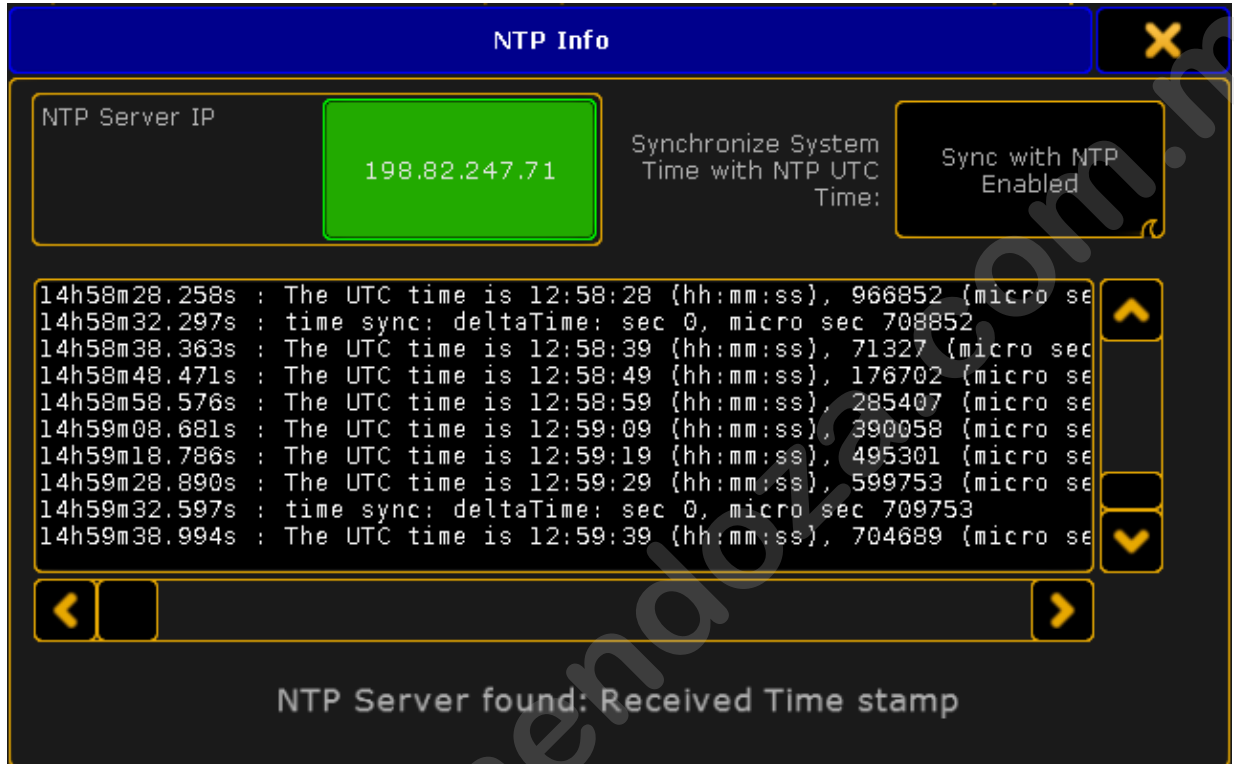 NTP Info
NTP Server IP
198.82.247.71
Synchronize System
Time with NTP UTC
Time:
Sync with NTP
Enabled
14h58m28.258s : The UTC time is 12:58:28 (hh:mm:ss), 966852 (micro se
14h58m32.297s : time sync: deltaTime: sec 0, micro sec 708852
14h58m38.363s : The UTC time is 12:58:39 (hh:mm:ss), 71327 (micro sec
14h58m48.471s : The UTC time is 12:58:49 (hh:mm:ss), 176702 (micro se
14h58m58.576s : The UTC time is 12:58:59 (hh:mm:ss), 285407 (micro se
14h59m08.681s : The UTC time is 12:59:09 (hh:mm:ss), 390058 (micro se
14h59m18.786s : The UTC time is 12:59:19 (hh:mm:ss), 495301 (micro se
14h59m28.890s : The UTC time is 12:59:29 (hh:mm:ss), 599753 (micro se
14h59m32.597s : time sync: deltaTime: sec 0, micro sec 709753
14h59m38.994s : The UTC time is 12:59:39 (hh:mm:ss), 704689 (micro se
NTP Server found: Received Time stamp
endoza.com.m